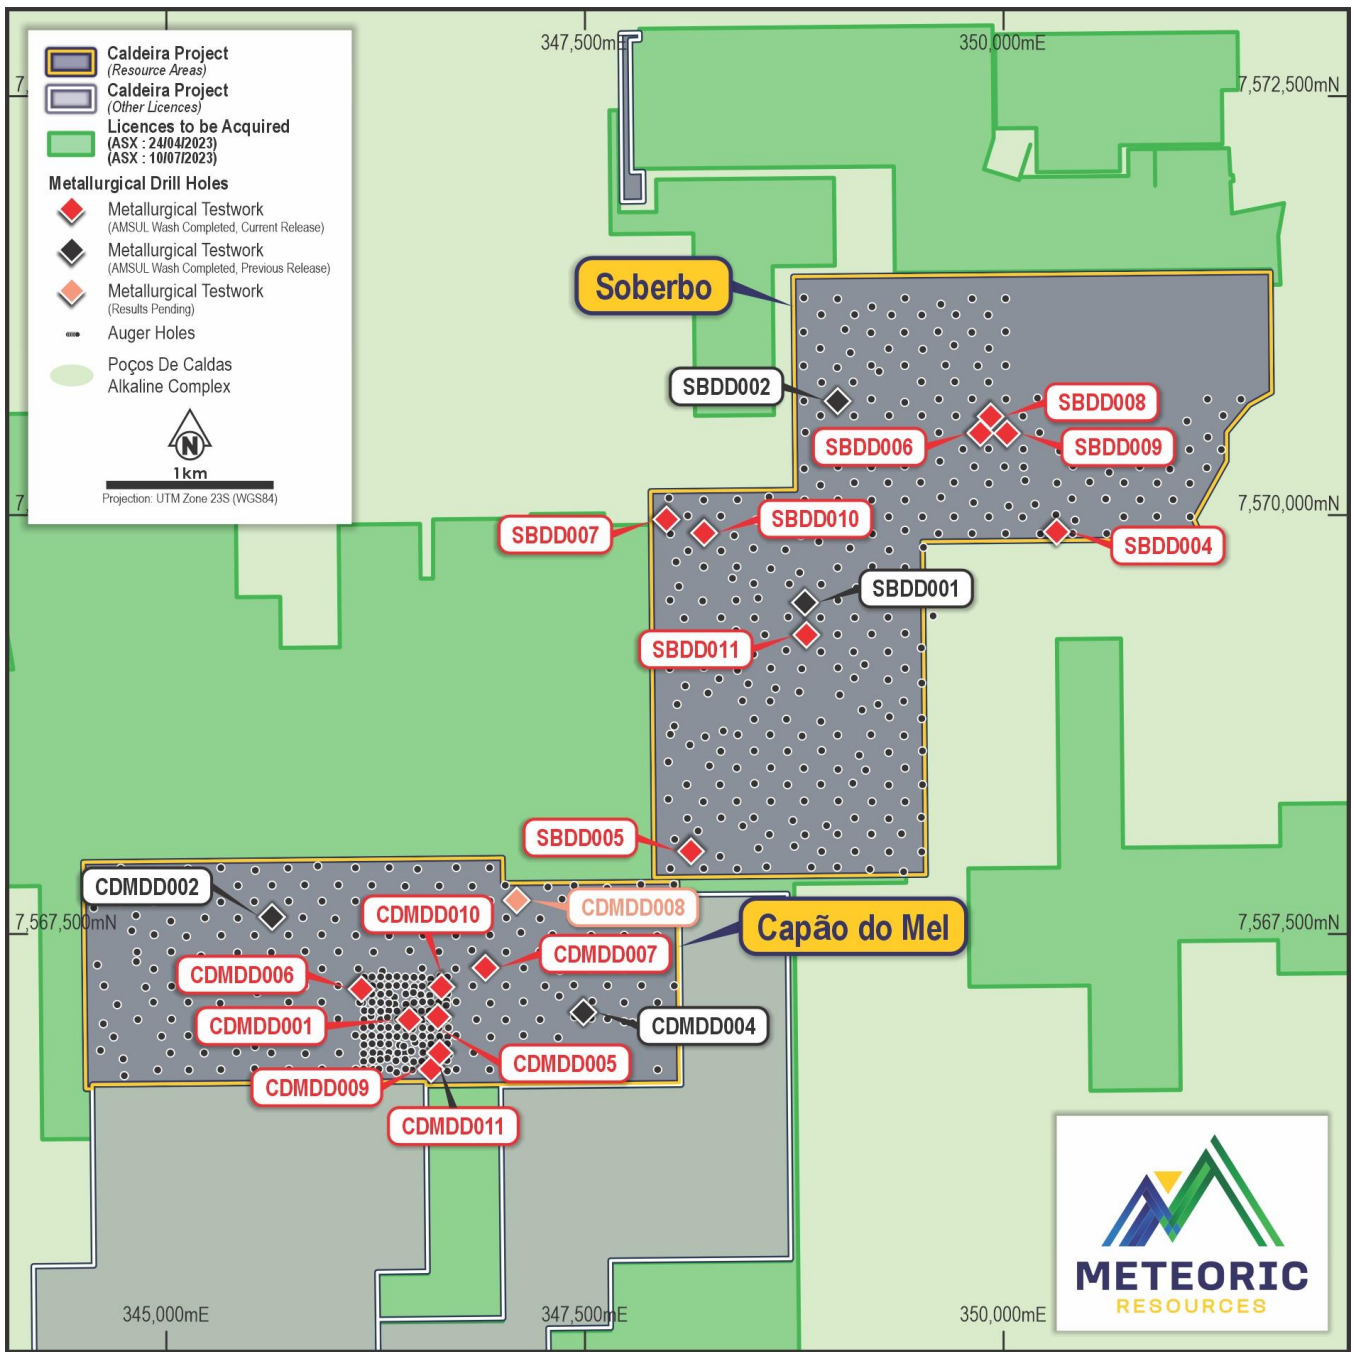 347,500mE
350,000mE
7,572,500mN
7,
Caldeira Project
(Resource Areas)
Caldeira Project
(Other Licences)
Licences to be Acquired
(ASX : 24/04/2023)
(ASX : 10/07/2023)
Metallurgical Drill Holes
Metallurgical Testwork
(AMSUL Wash Completed, Current Release)
Metallurgical Testwork
(AMSUL Wash Completed, Previous Release)
Metallurgical Testwork
(Results Pending)
Auger Holes
Poços De Caldas
Alkaline Complex
N
1km
Projection: UTM Zone 23S (WGS84)
Soberbo
SBDD002
SBDD008
SBDD006
SBDD009
7,
7,570,000mN
SBDD007
SBDD010
SBDD004
SBDD001
SBDD011
SBDD005
CDMDD002
CDMDD010
CDMDD008
7,567,500mN
Capão do Mel
7,567,500mN
CDMDD006
CDMDD007
CDMDD001
CDMDD004
CDMDD005
CDMDD009
CDMDD011
METEORIC
RESOURCES
345,000mE
347,500mE
350,000mE